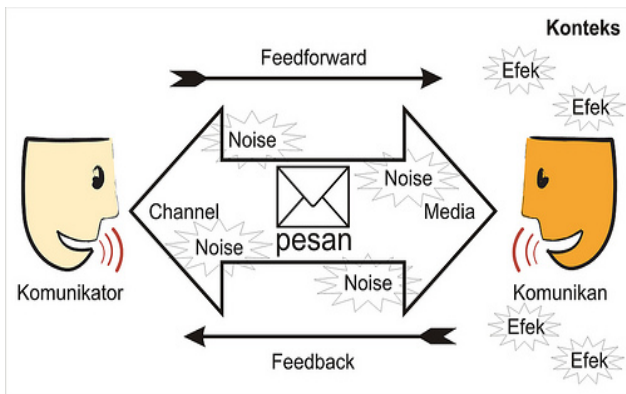 Konteks
Feedforward
Efek
Efek
Noise
Noise
Channel
Media
Noise
pesan
Noise
Komunikator
Komunikan
Efek
Feedback
Efek